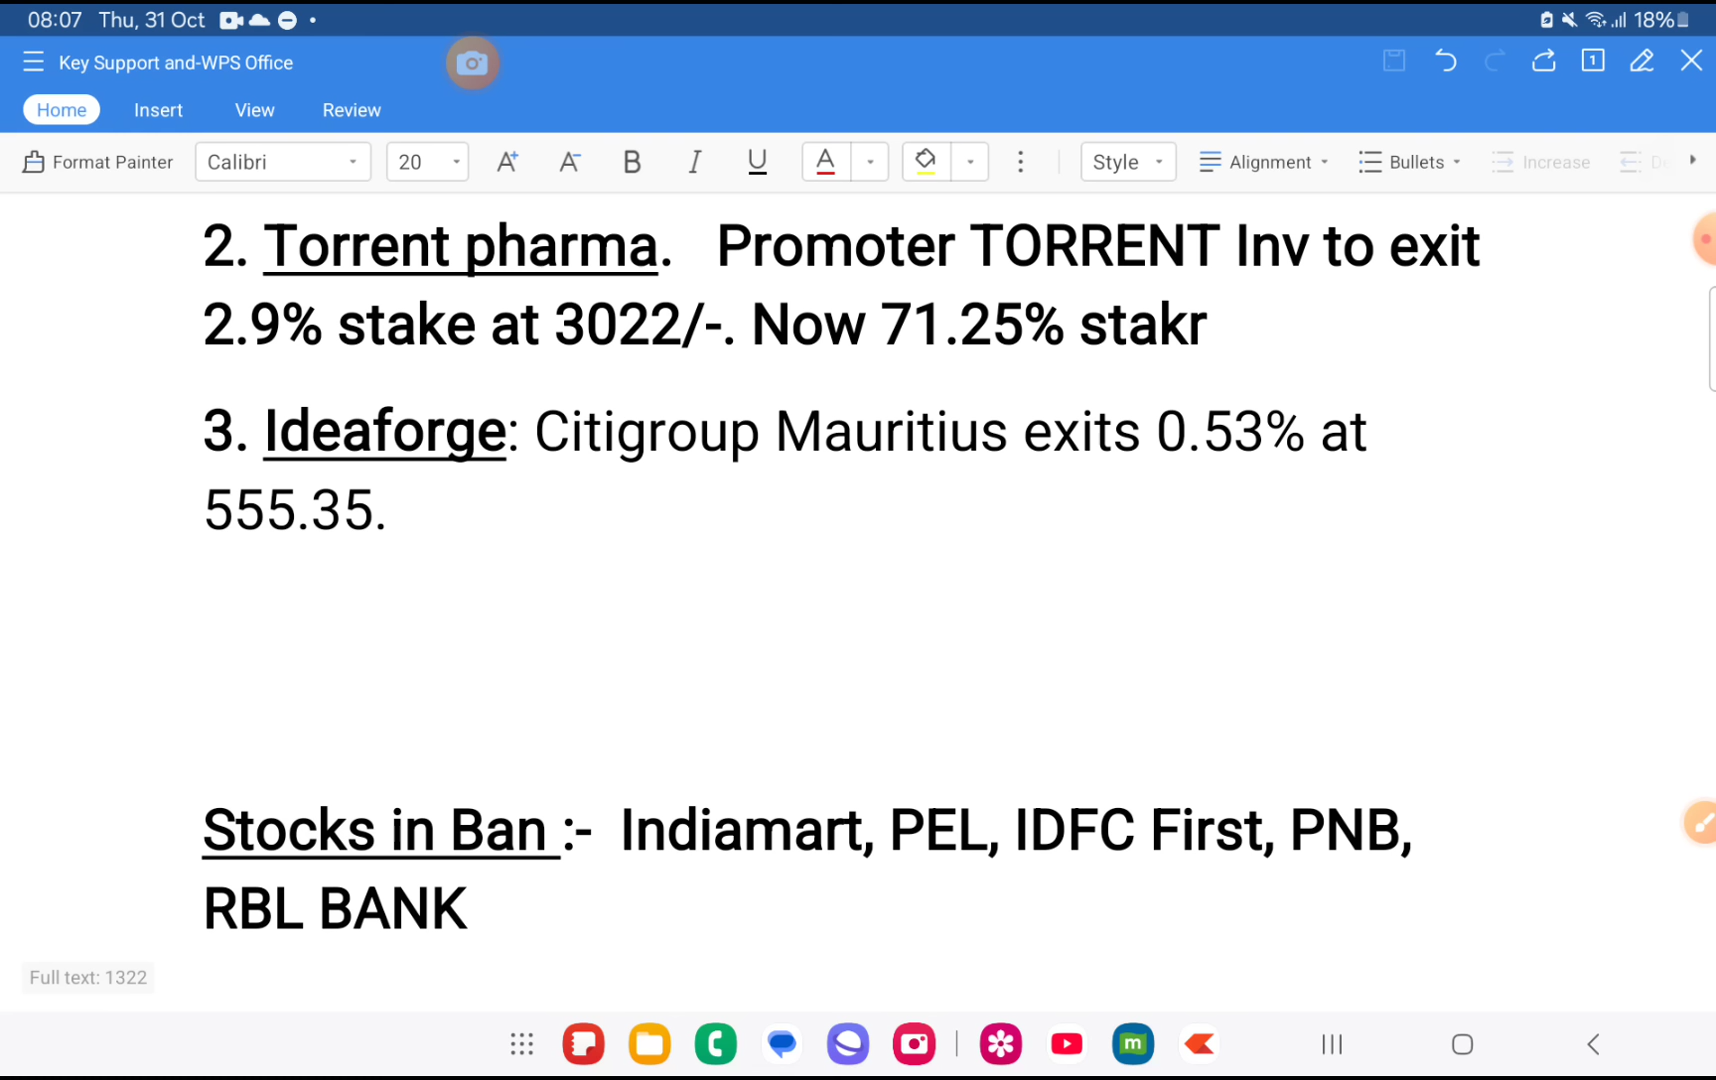 08:07 Thu, 31 Oct 18%
Key Support and-WPS Office 1
Home Insert View Review
Format Painter Calibri 20 A+ A- B I U A Style Alignment Bullets Increase
2. Torrent pharma. Promoter TORRENT Inv to exit
2.9% stake at 3022/-. Now 71.25% stakr
3. Ideaforge: Citigroup Mauritius exits 0.53% at
555.35.
Stocks in Ban :- Indiamart, PEL, IDFC First, PNB,
RBL BANK
Full text: 1322
m